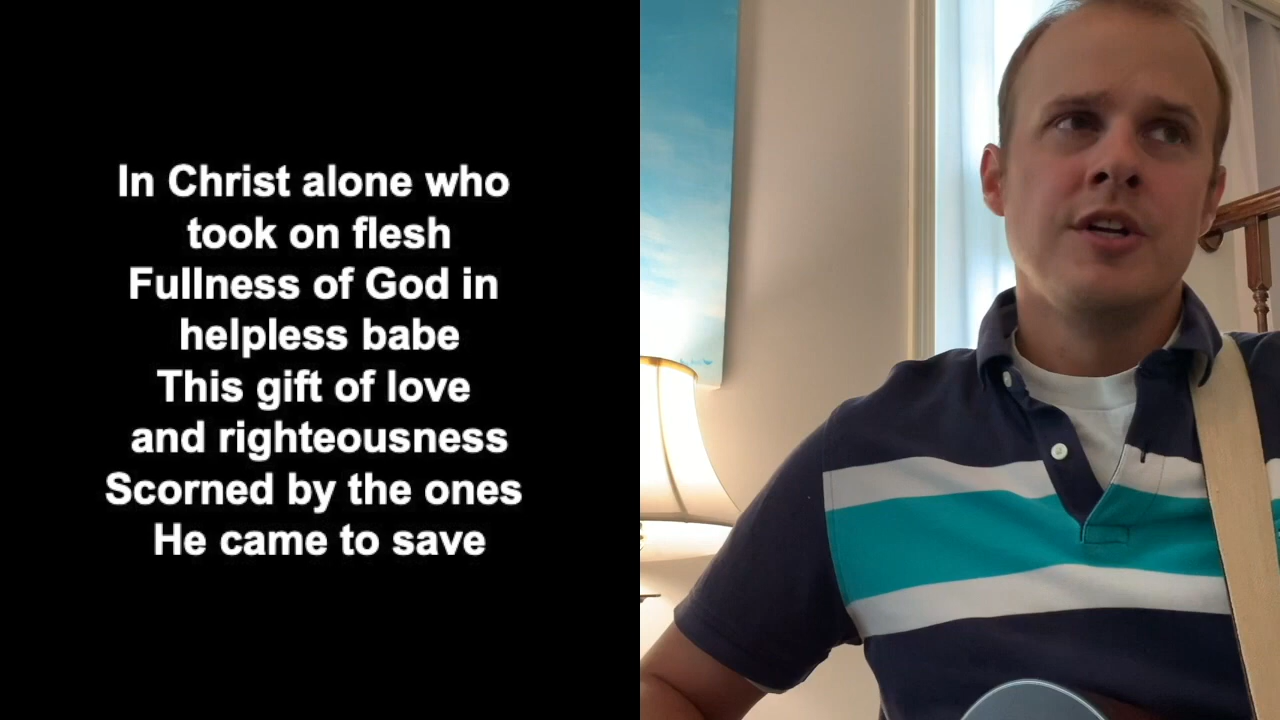 In Christ alone who
took on flesh
Fullness of God in
helpless babe
This gift of love
and righteousness
Scorned by the ones
He came to save